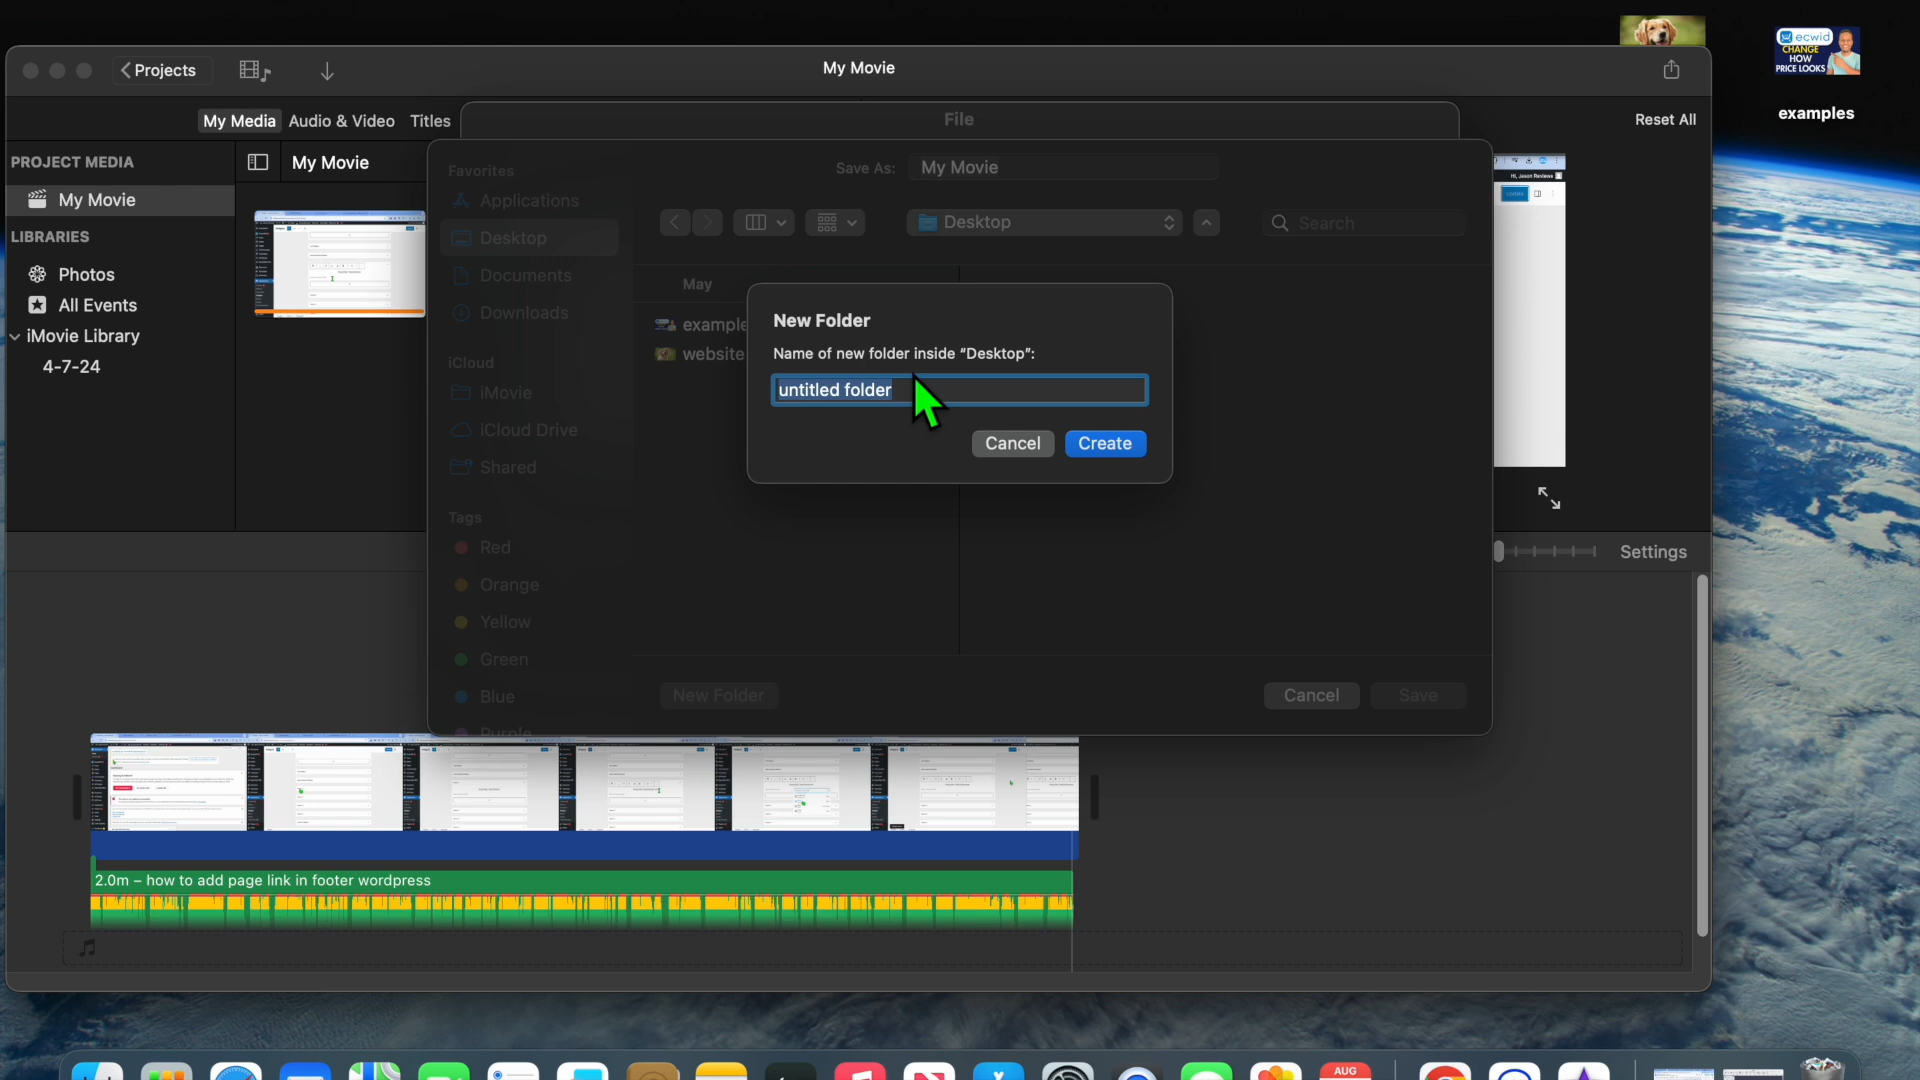 ecwid
CHANGE
HOW
PRICE LOOKS
examples
Projects
My Movie
My Media
Audio & Video
Titles
File
Reset All
PROJECT MEDIA
My Movie
My Movie
LIBRARIES
Photos
All Events
iMovie Library
4-7-24
Favorites
Applications
Desktop
Documents
Downloads
iCloud
iMovie
iCloud Drive
Shared
Tags
Red
Orange
Yellow
Green
Blue
Purple
Save As:
My Movie
Desktop
Search
May
example
website
Hi, Jason Reviews
New Folder
Name of new folder inside “Desktop”:
untitled folder
Cancel
Create
New Folder
Cancel
Save
Settings
2.0m – how to add page link in footer wordpress
AUG